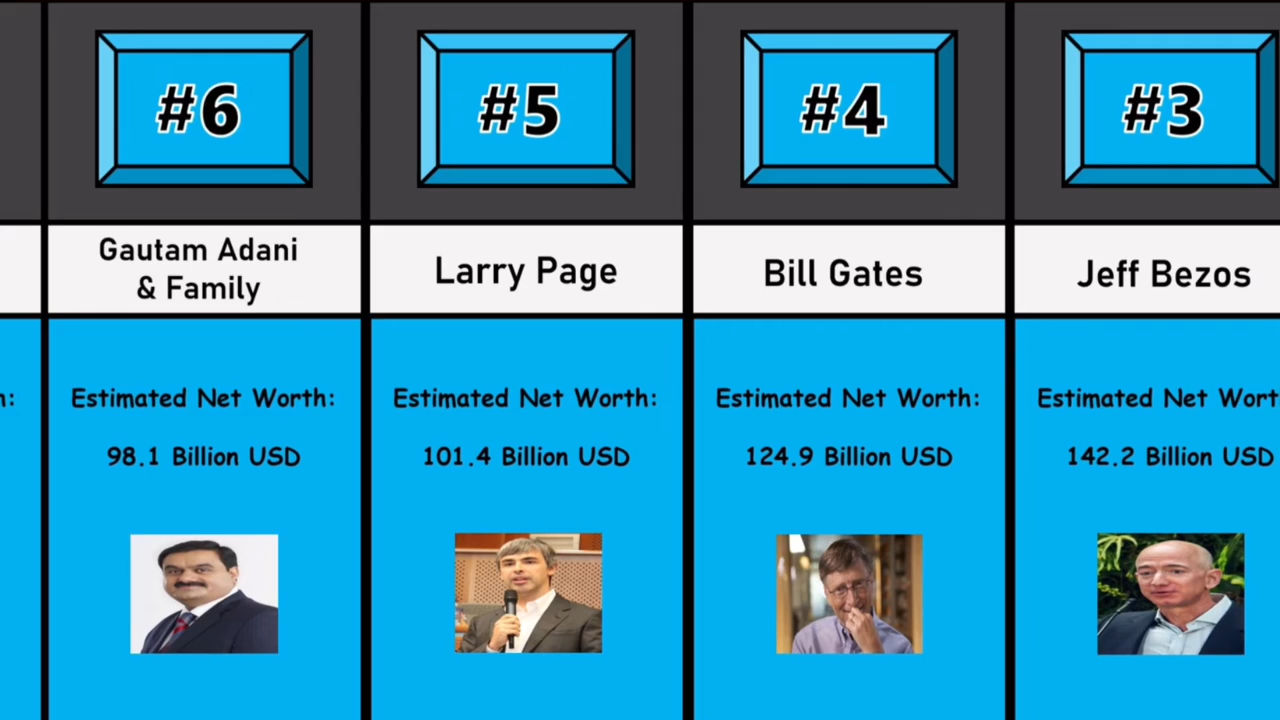 #6
#5
#4
#3
Gautam Adani
& Family
Larry Page
Bill Gates
Jeff Bezos
Estimated Net Worth:
98.1 Billion USD
Estimated Net Worth:
101.4 Billion USD
Estimated Net Worth:
124.9 Billion USD
Estimated Net
142.2 Billion USD